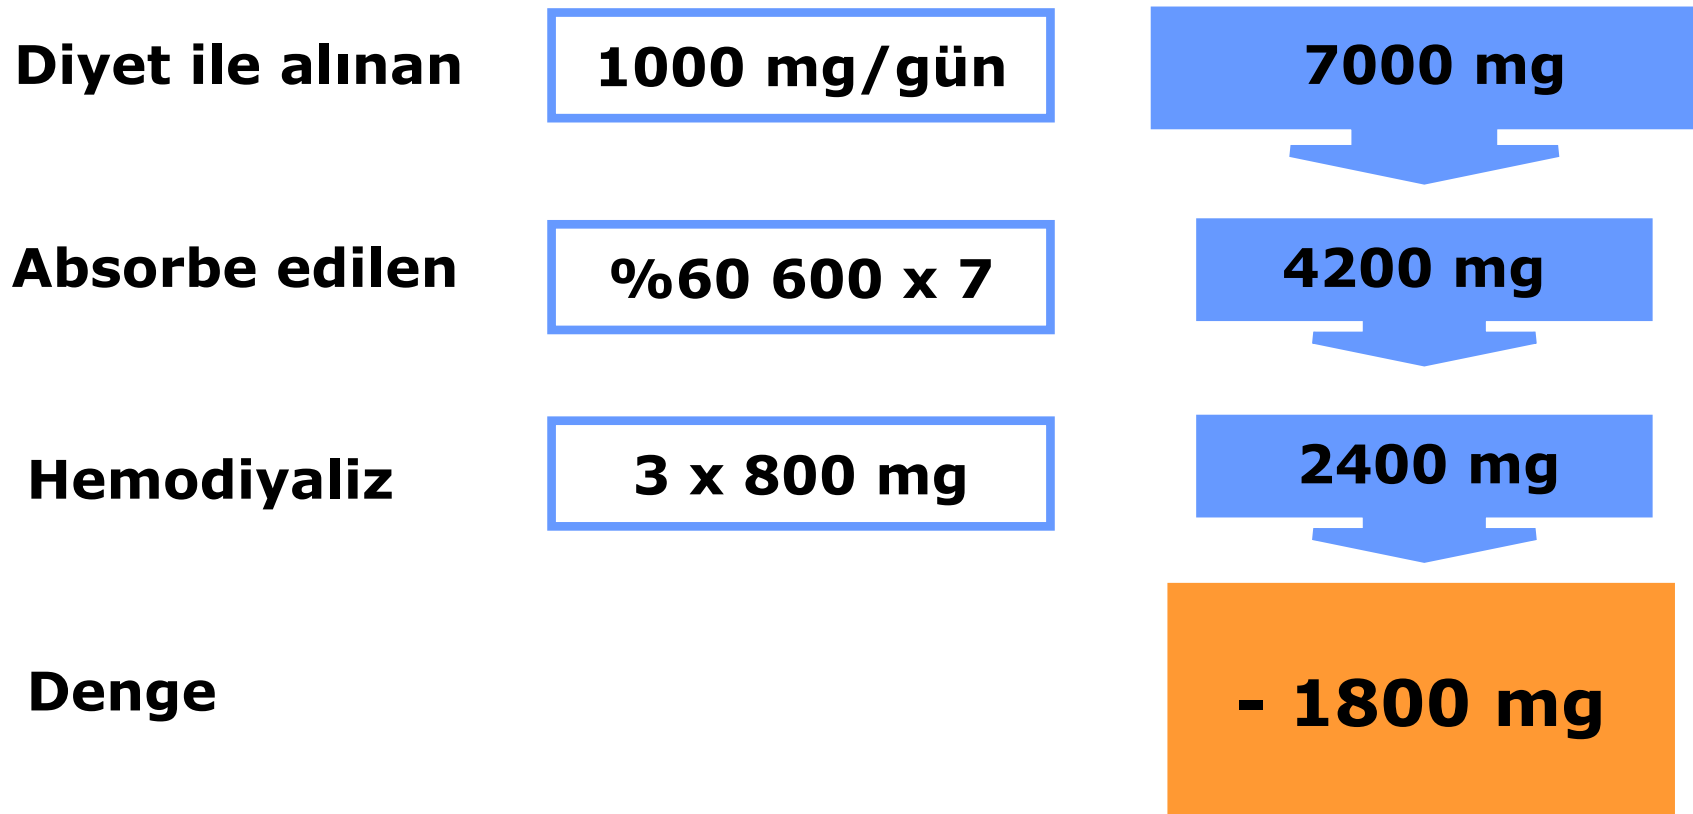 Diyet ile alınan
1000 mg/gün
7000 mg
Absorbe edilen
%60 600 x 7
4200 mg
Hemodiyaliz
3 x 800 mg
2400 mg
Denge
- 1800 mg